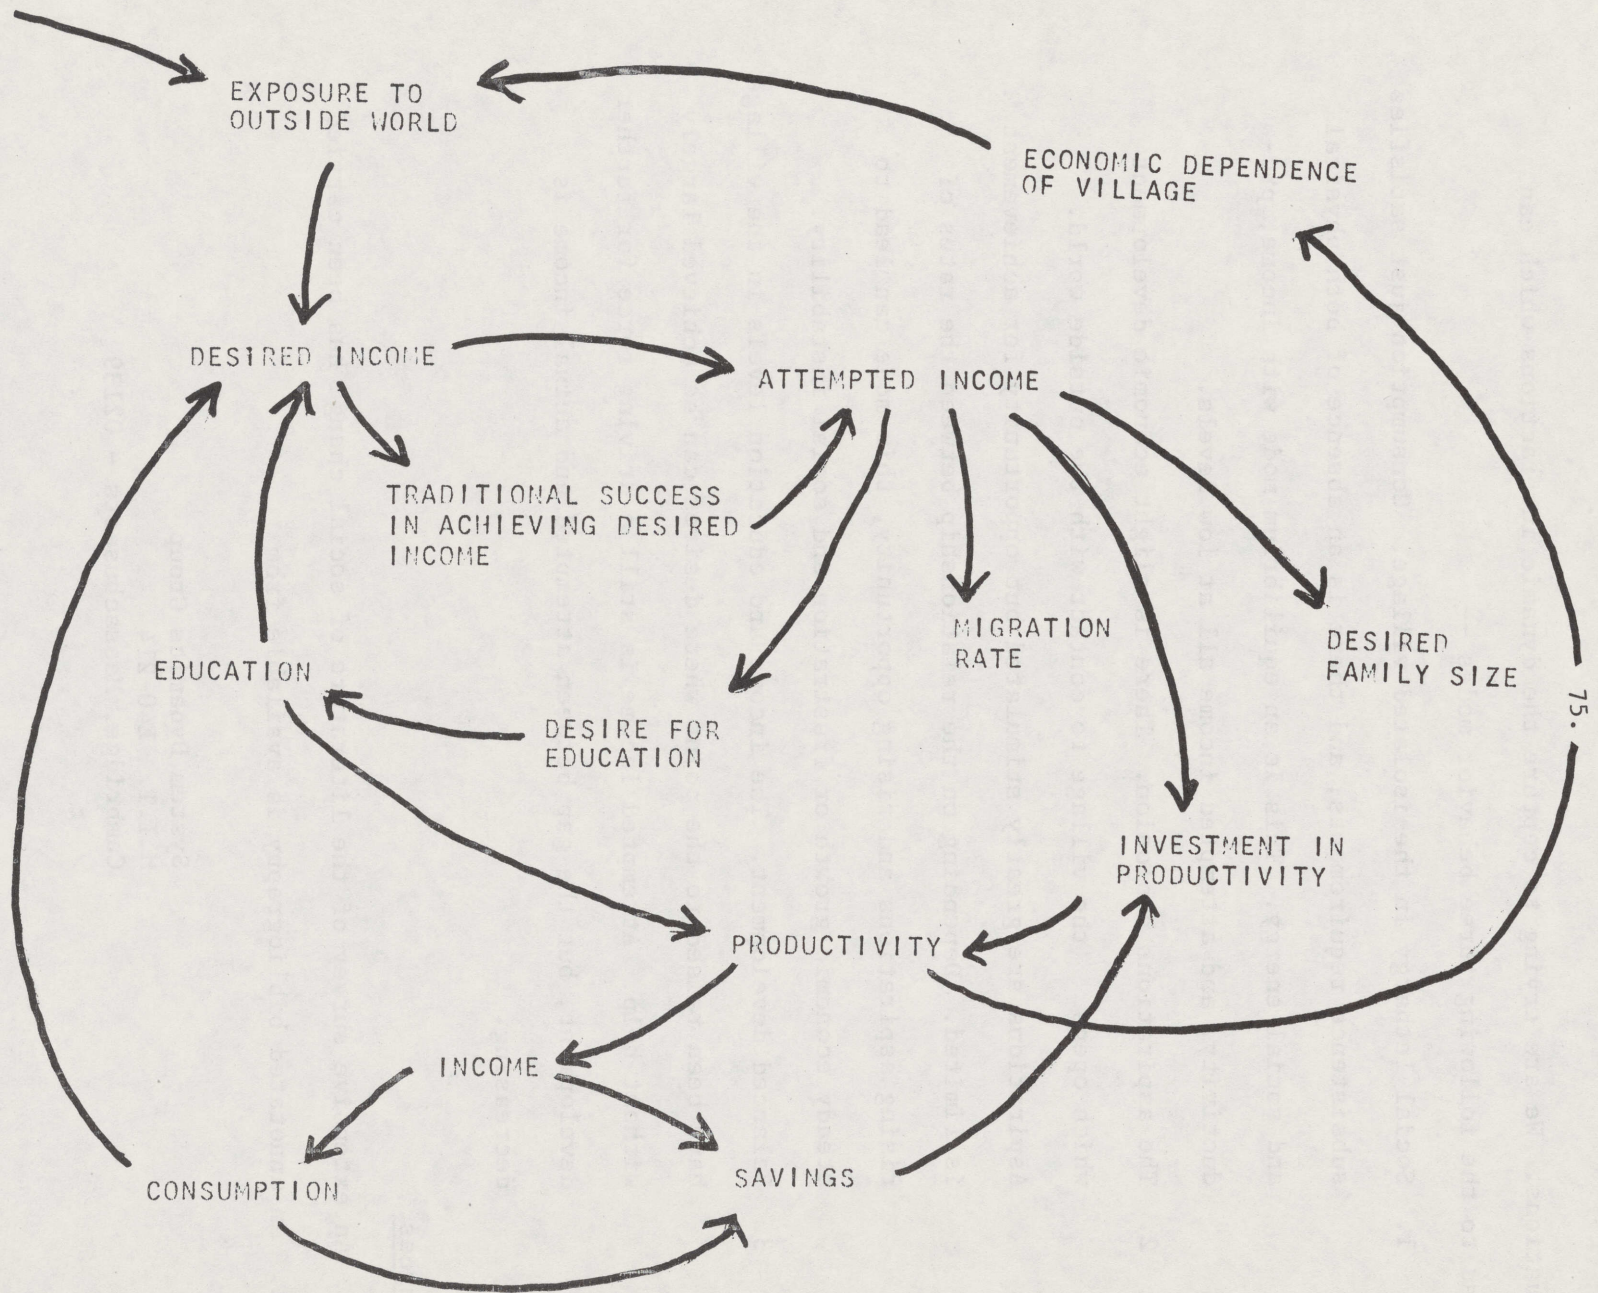 EXPOSURE TO
OUTSIDE WORLD
ECONOMIC DEPENDENCE
OF VILLAGE
DESIRED INCOME
ATTEMPTED INCOME
TRADITIONAL SUCCESS
IN ACHIEVING DESIRED
INCOME
MIGRATION
RATE
DESIRED
FAMILY SIZE
EDUCATION
75.
DESIRE FOR
EDUCATION
INVESTMENT IN
PRODUCTIVITY
PRODUCTIVITY
INCOME
CONSUMPTION
SAVINGS